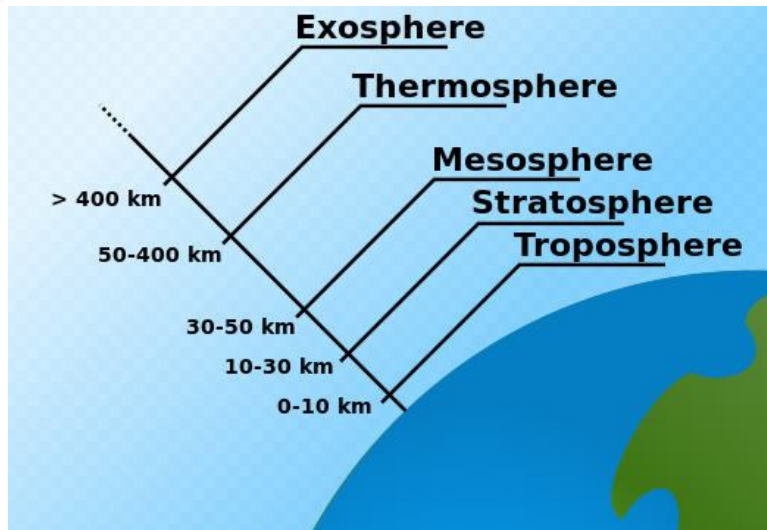 Exosphere
Thermosphere
Mesosphere
> 400 km
Stratosphere
Troposphere
50-400 km
30-50 km
10-30 km
0-10 km